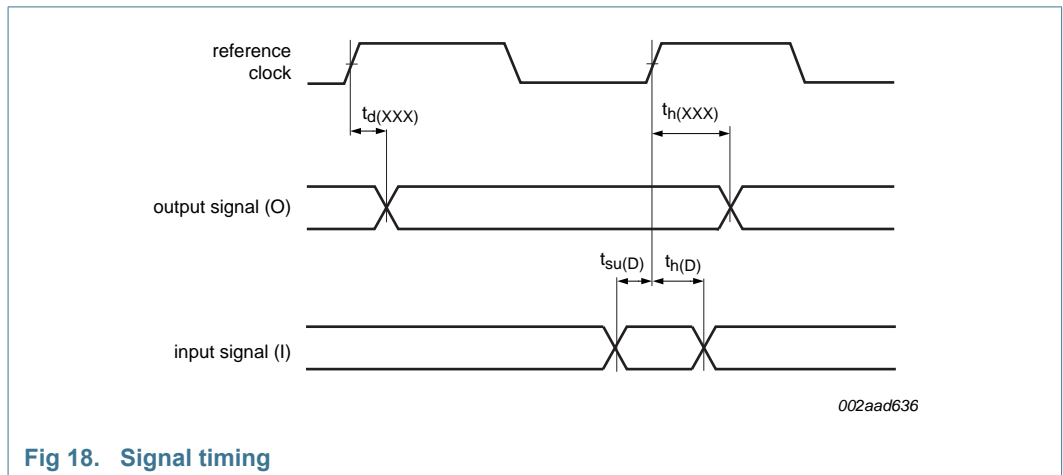 reference
clock
td(XXX)
th(XXX)
output signal (O)
tsu(D)
th(D)
input signal (I)
002aad636
Fig 18. Signal timing